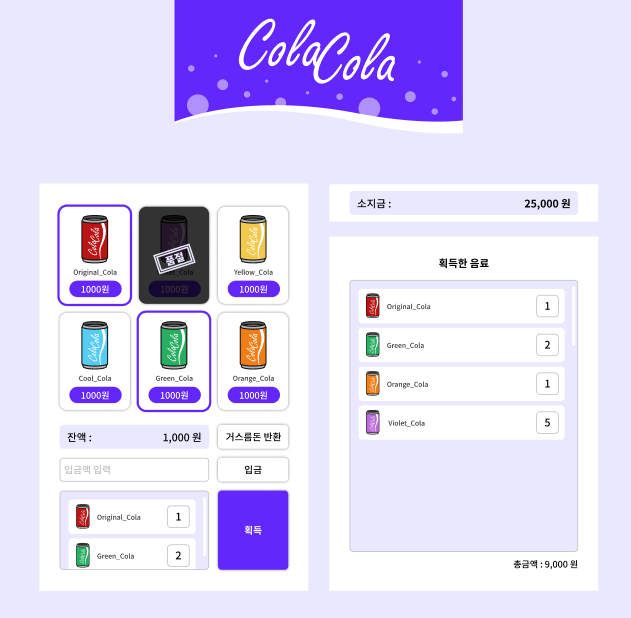 ColaCola
Original_Cola
1000원
품절
1000원
Yellow_Cola
1000원
Cool_Cola
1000원
Green_Cola
1000원
Orange_Cola
1000원
잔액 : 1,000 원
거스름돈 반환
입금액 입력
입금
Original_Cola 1
Green_Cola 2
획득
소지금 : 25,000 원
획득한 음료
Original_Cola 1
Green_Cola 2
Orange_Cola 1
Violet_Cola 5
총금액 : 9,000 원